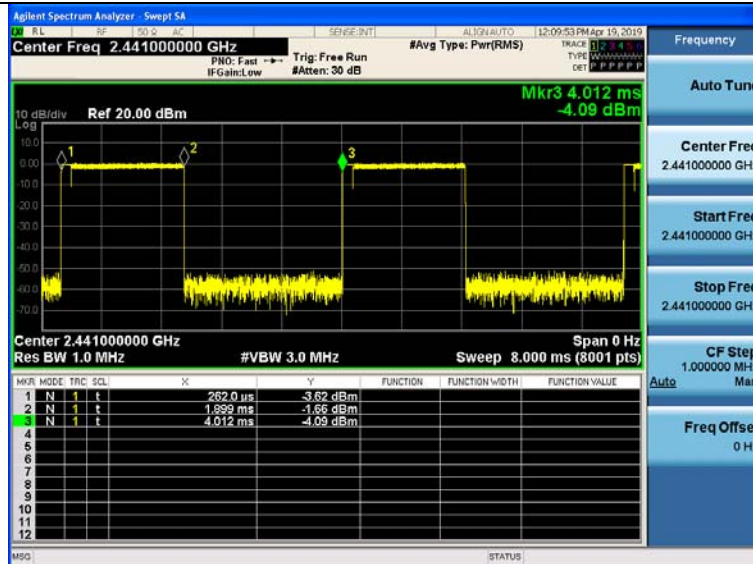 Agilent Spectrum Analyzer - Swept SA
RL RF 50 Ω AC SENSE:INT ALIGN AUTO 12:09:53 PM Apr 19, 2019
Center Freq 2.441000000 GHz #Avg Type: Pwr(RMS) TRACE 1 2 3 4 5 6
PNO: Fast Trig: Free Run TYPE W
IFGain:Low #Atten: 30 dB DET P P P P P P
Frequency
Mkr3 4.012 ms
-4.09 dBm
10 dB/div Ref 20.00 dBm
Log
10.0
0.00
-10.0
-20.0
-30.0
-40.0
-50.0
-60.0
-70.0
1
2
3
Center 2.441000000 GHz Span 0 Hz
Res BW 1.0 MHz #VBW 3.0 MHz Sweep 8.000 ms (8001 pts)
MKR MODE TRC SCL X Y FUNCTION FUNCTION WIDTH FUNCTION VALUE
1 N 1 t 262.0 µs -3.62 dBm
2 N 1 t 1.899 ms -1.66 dBm
3 N 1 t 4.012 ms -4.09 dBm
4
5
6
7
8
9
10
11
12
MSG STATUS
Auto Tun
Center Fre
2.441000000 GH
Start Fre
2.441000000 GH
Stop Fre
2.441000000 GH
CF Step
1.000000 MH
Auto Ma
Freq Offse
0 H